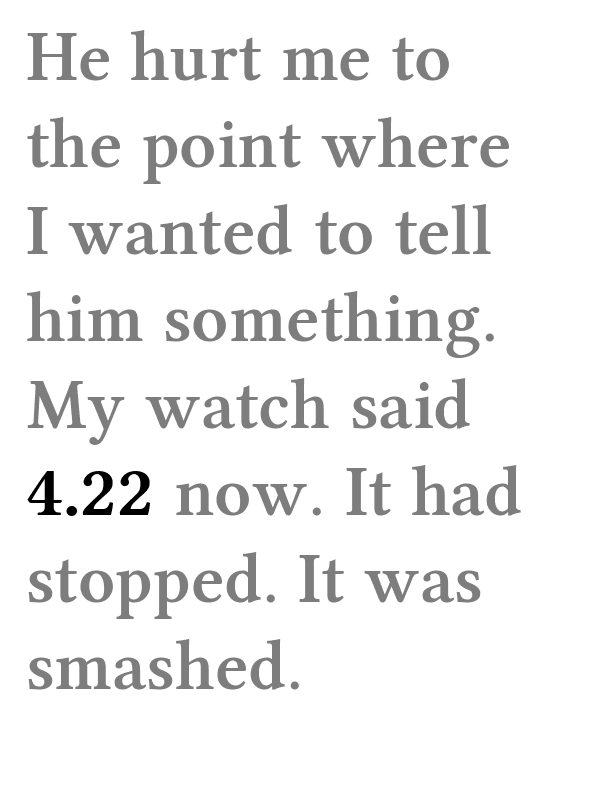 He hurt me to
the point where
I wanted to tell
him something.
My watch said
4.22 now. It had
stopped. It was
smashed.